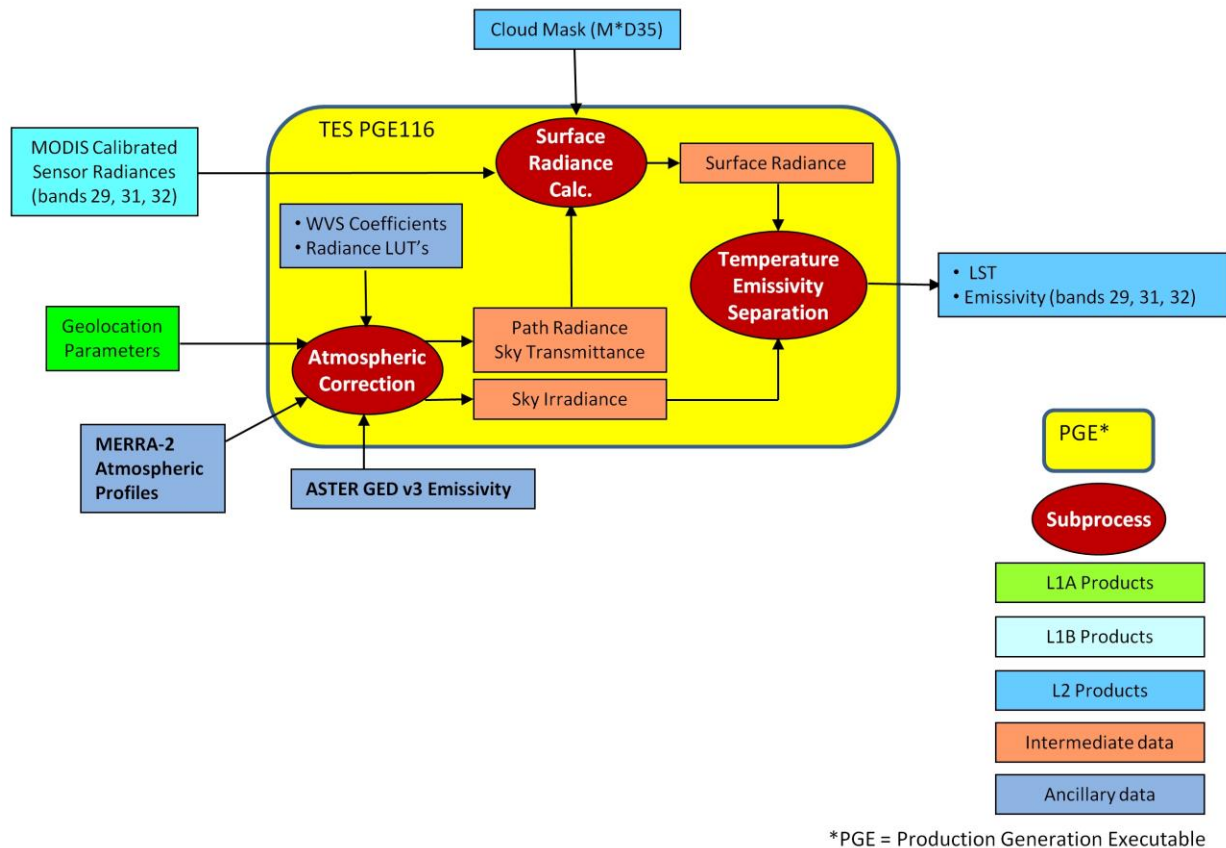 Cloud Mask (M*D35)
TES PGE116
MODIS Calibrated
Sensor Radiances
(bands 29, 31, 32)
Surface
Radiance
Calc.
Surface Radiance
• WVS Coefficients
• Radiance LUT's
Temperature
Emissivity
Separation
• LST
• Emissivity (bands 29, 31, 32)
Geolocation
Parameters
Atmospheric
Correction
Path Radiance
Sky Transmittance
Sky Irradiance
MERRA-2
Atmospheric
Profiles
ASTER GED v3 Emissivity
PGE*
Subprocess
L1A Products
L1B Products
L2 Products
Intermediate data
Ancillary data
*PGE = Production Generation Executable